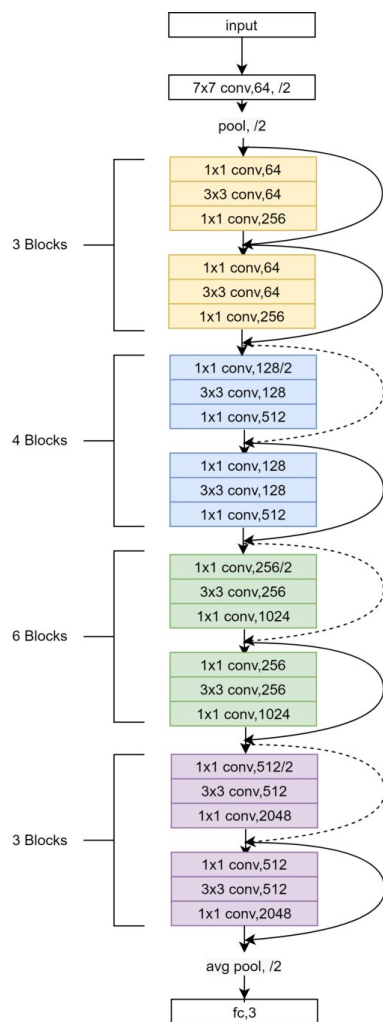 input
7x7 conv,64, /2
pool, /2
3 Blocks
1x1 conv,64
3x3 conv,64
1x1 conv,256
1x1 conv,64
3x3 conv,64
1x1 conv,256
4 Blocks
1x1 conv,128/2
3x3 conv,128
1x1 conv,512
1x1 conv,128
3x3 conv,128
1x1 conv,512
6 Blocks
1x1 conv,256/2
3x3 conv,256
1x1 conv,1024
1x1 conv,256
3x3 conv,256
1x1 conv,1024
3 Blocks
1x1 conv,512/2
3x3 conv,512
1x1 conv,2048
1x1 conv,512
3x3 conv,512
1x1 conv,2048
avg pool, /2
fc,3